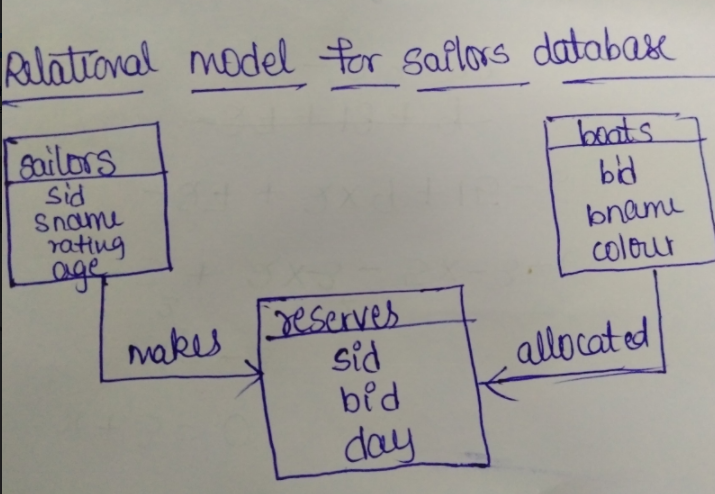 Relational model for sailors database
sailors
sid
sname
rating
age
boats
bid
bname
colour
makes
reserves
sid
bid
day
allocated